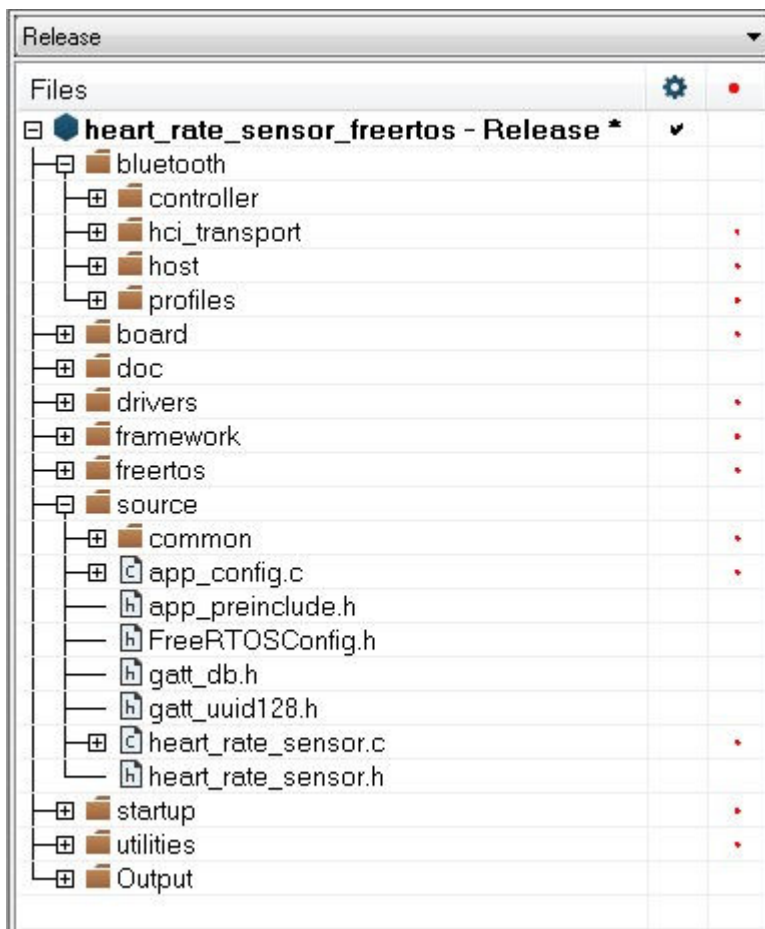 Release
Files
heart_rate_sensor_freertos - Release *
bluetooth
controller
hci_transport
host
profiles
board
doc
drivers
framework
freertos
source
common
c app_config.c
h app_preinclude.h
h FreeRTOSConfig.h
h gatt_db.h
h gatt_uuid128.h
c heart_rate_sensor.c
h heart_rate_sensor.h
startup
utilities
Output